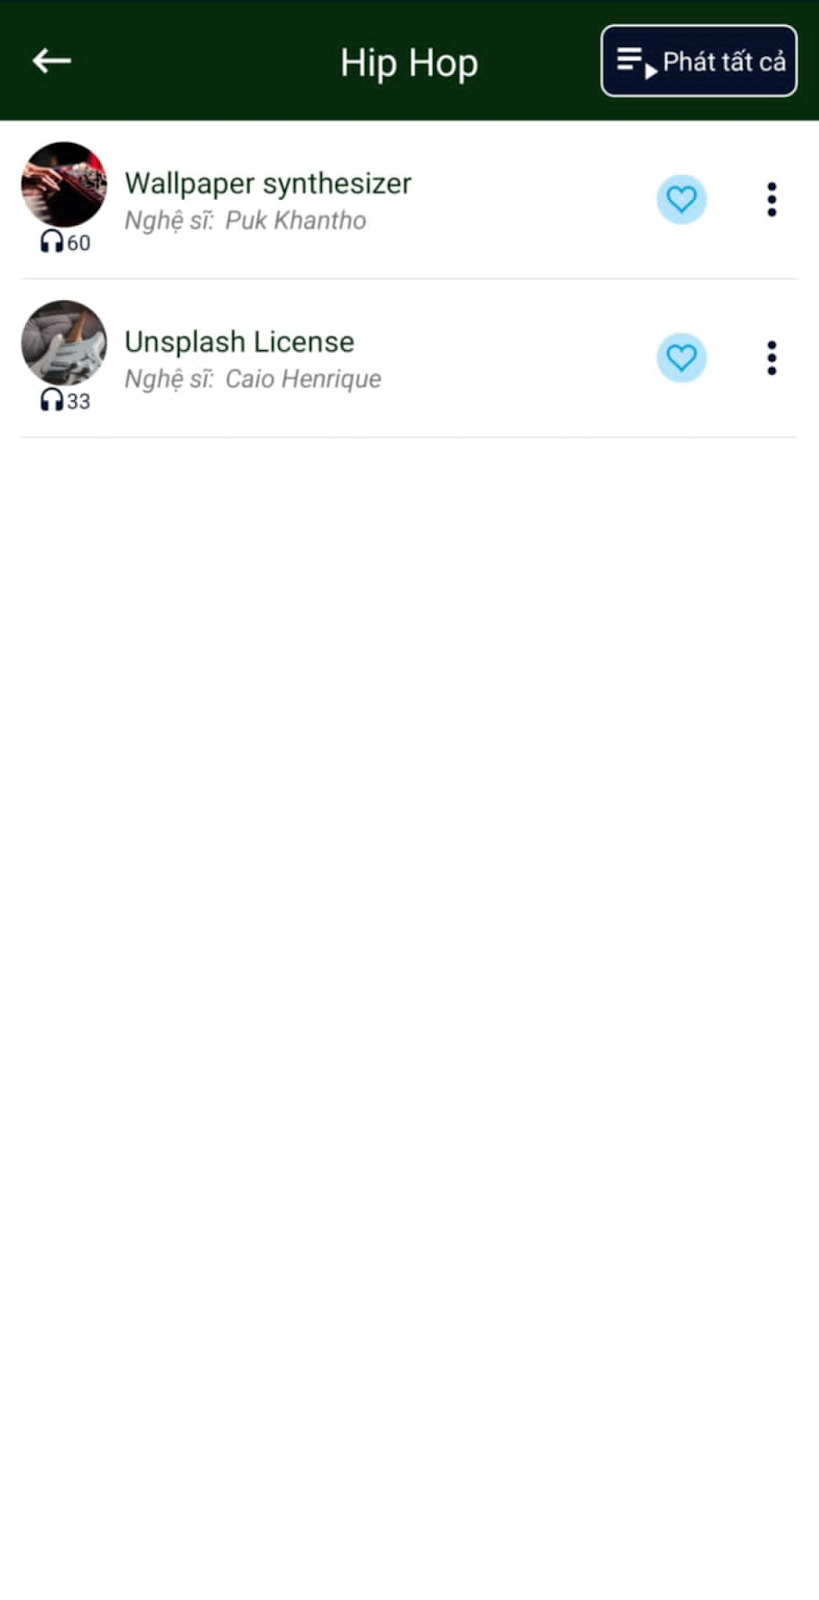 Hip Hop
Phát tất cả
Wallpaper synthesizer
Nghệ sĩ: Puk Khantho
60
Unsplash License
Nghệ sĩ: Caio Henrique
33